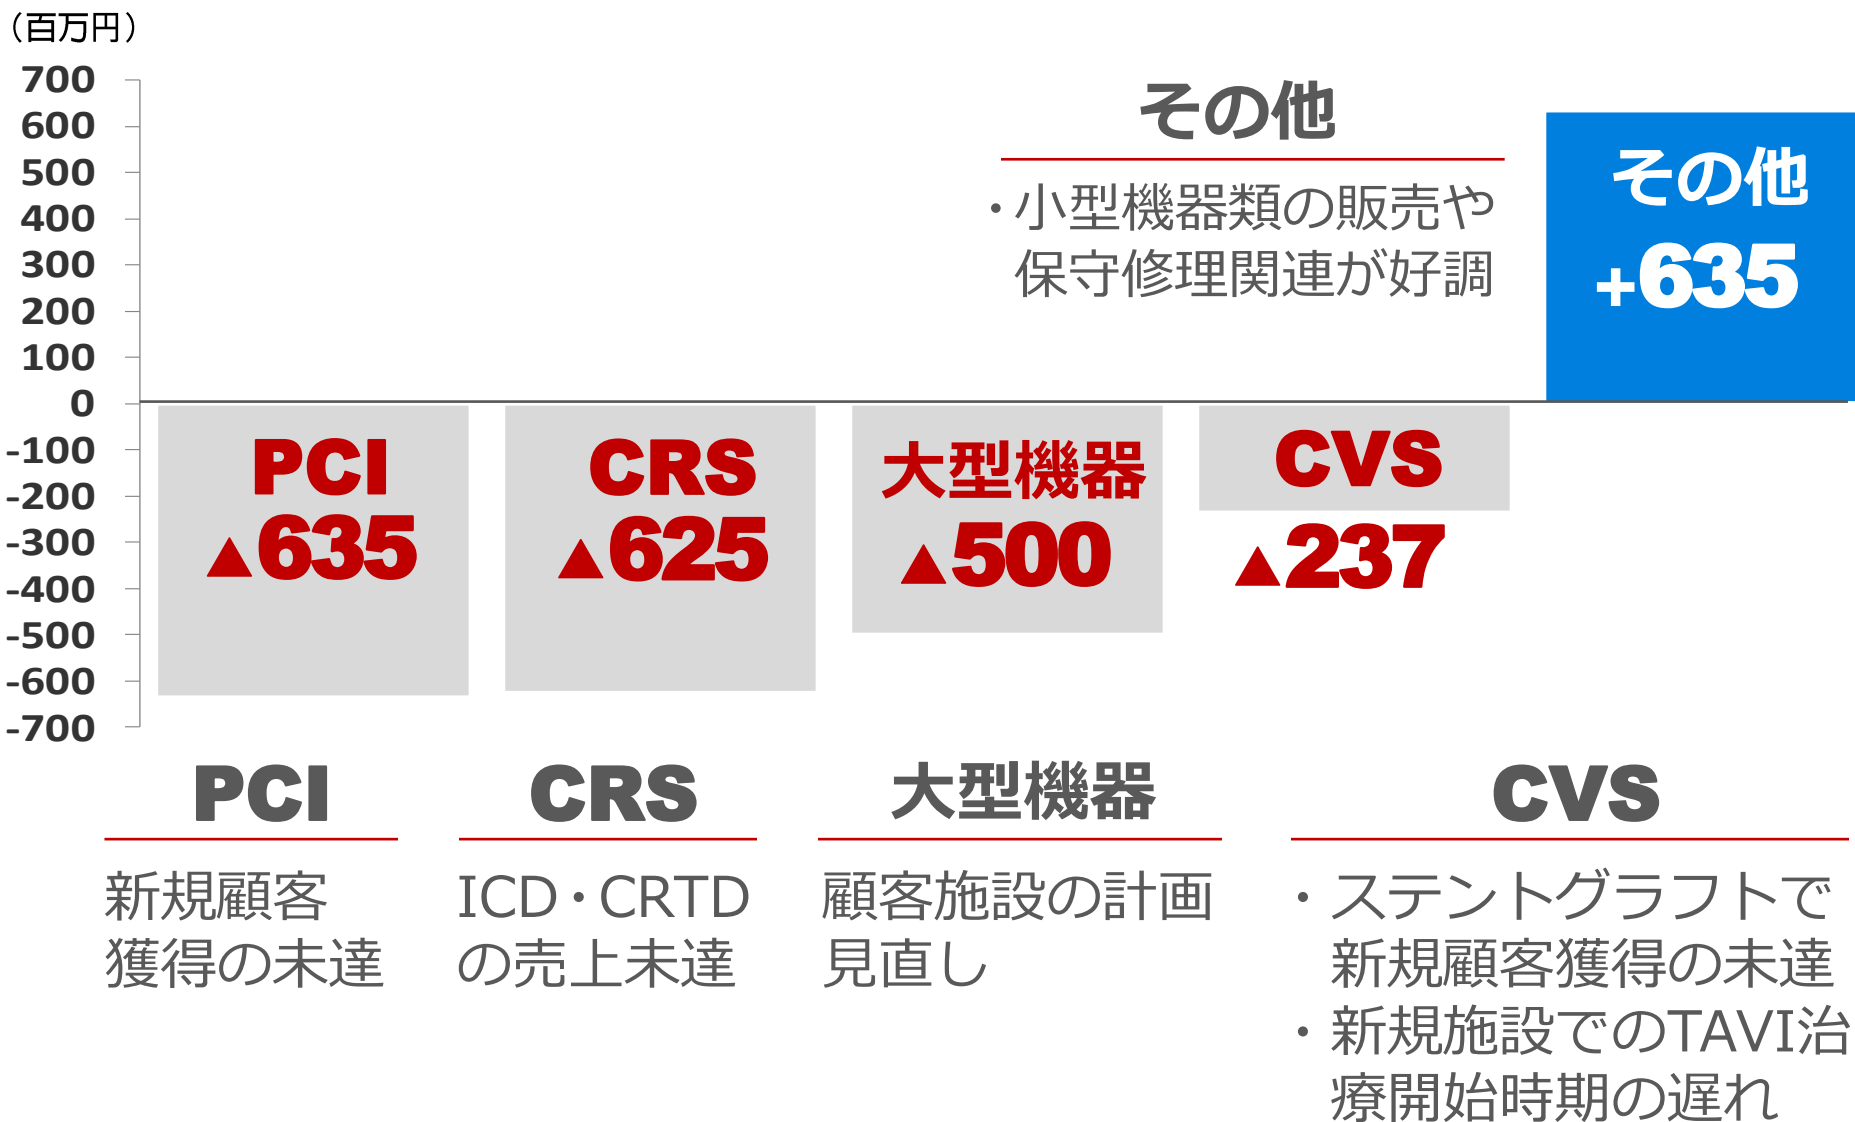 （百万円）
700
600
500
400
300
200
100
0
-100
-200
-300
-400
-500
-600
-700
その他
・小型機器類の販売や
保守修理関連が好調
その他
+635
PCI
▲635
CRS
▲625
大型機器
▲500
CVS
▲237
PCI
新規顧客
獲得の未達
CRS
ICD・CRTD
の売上未達
大型機器
顧客施設の計画
見直し
CVS
・ステントグラフトで
新規顧客獲得の未達
・新規施設でのTAVI治
療開始時期の遅れ